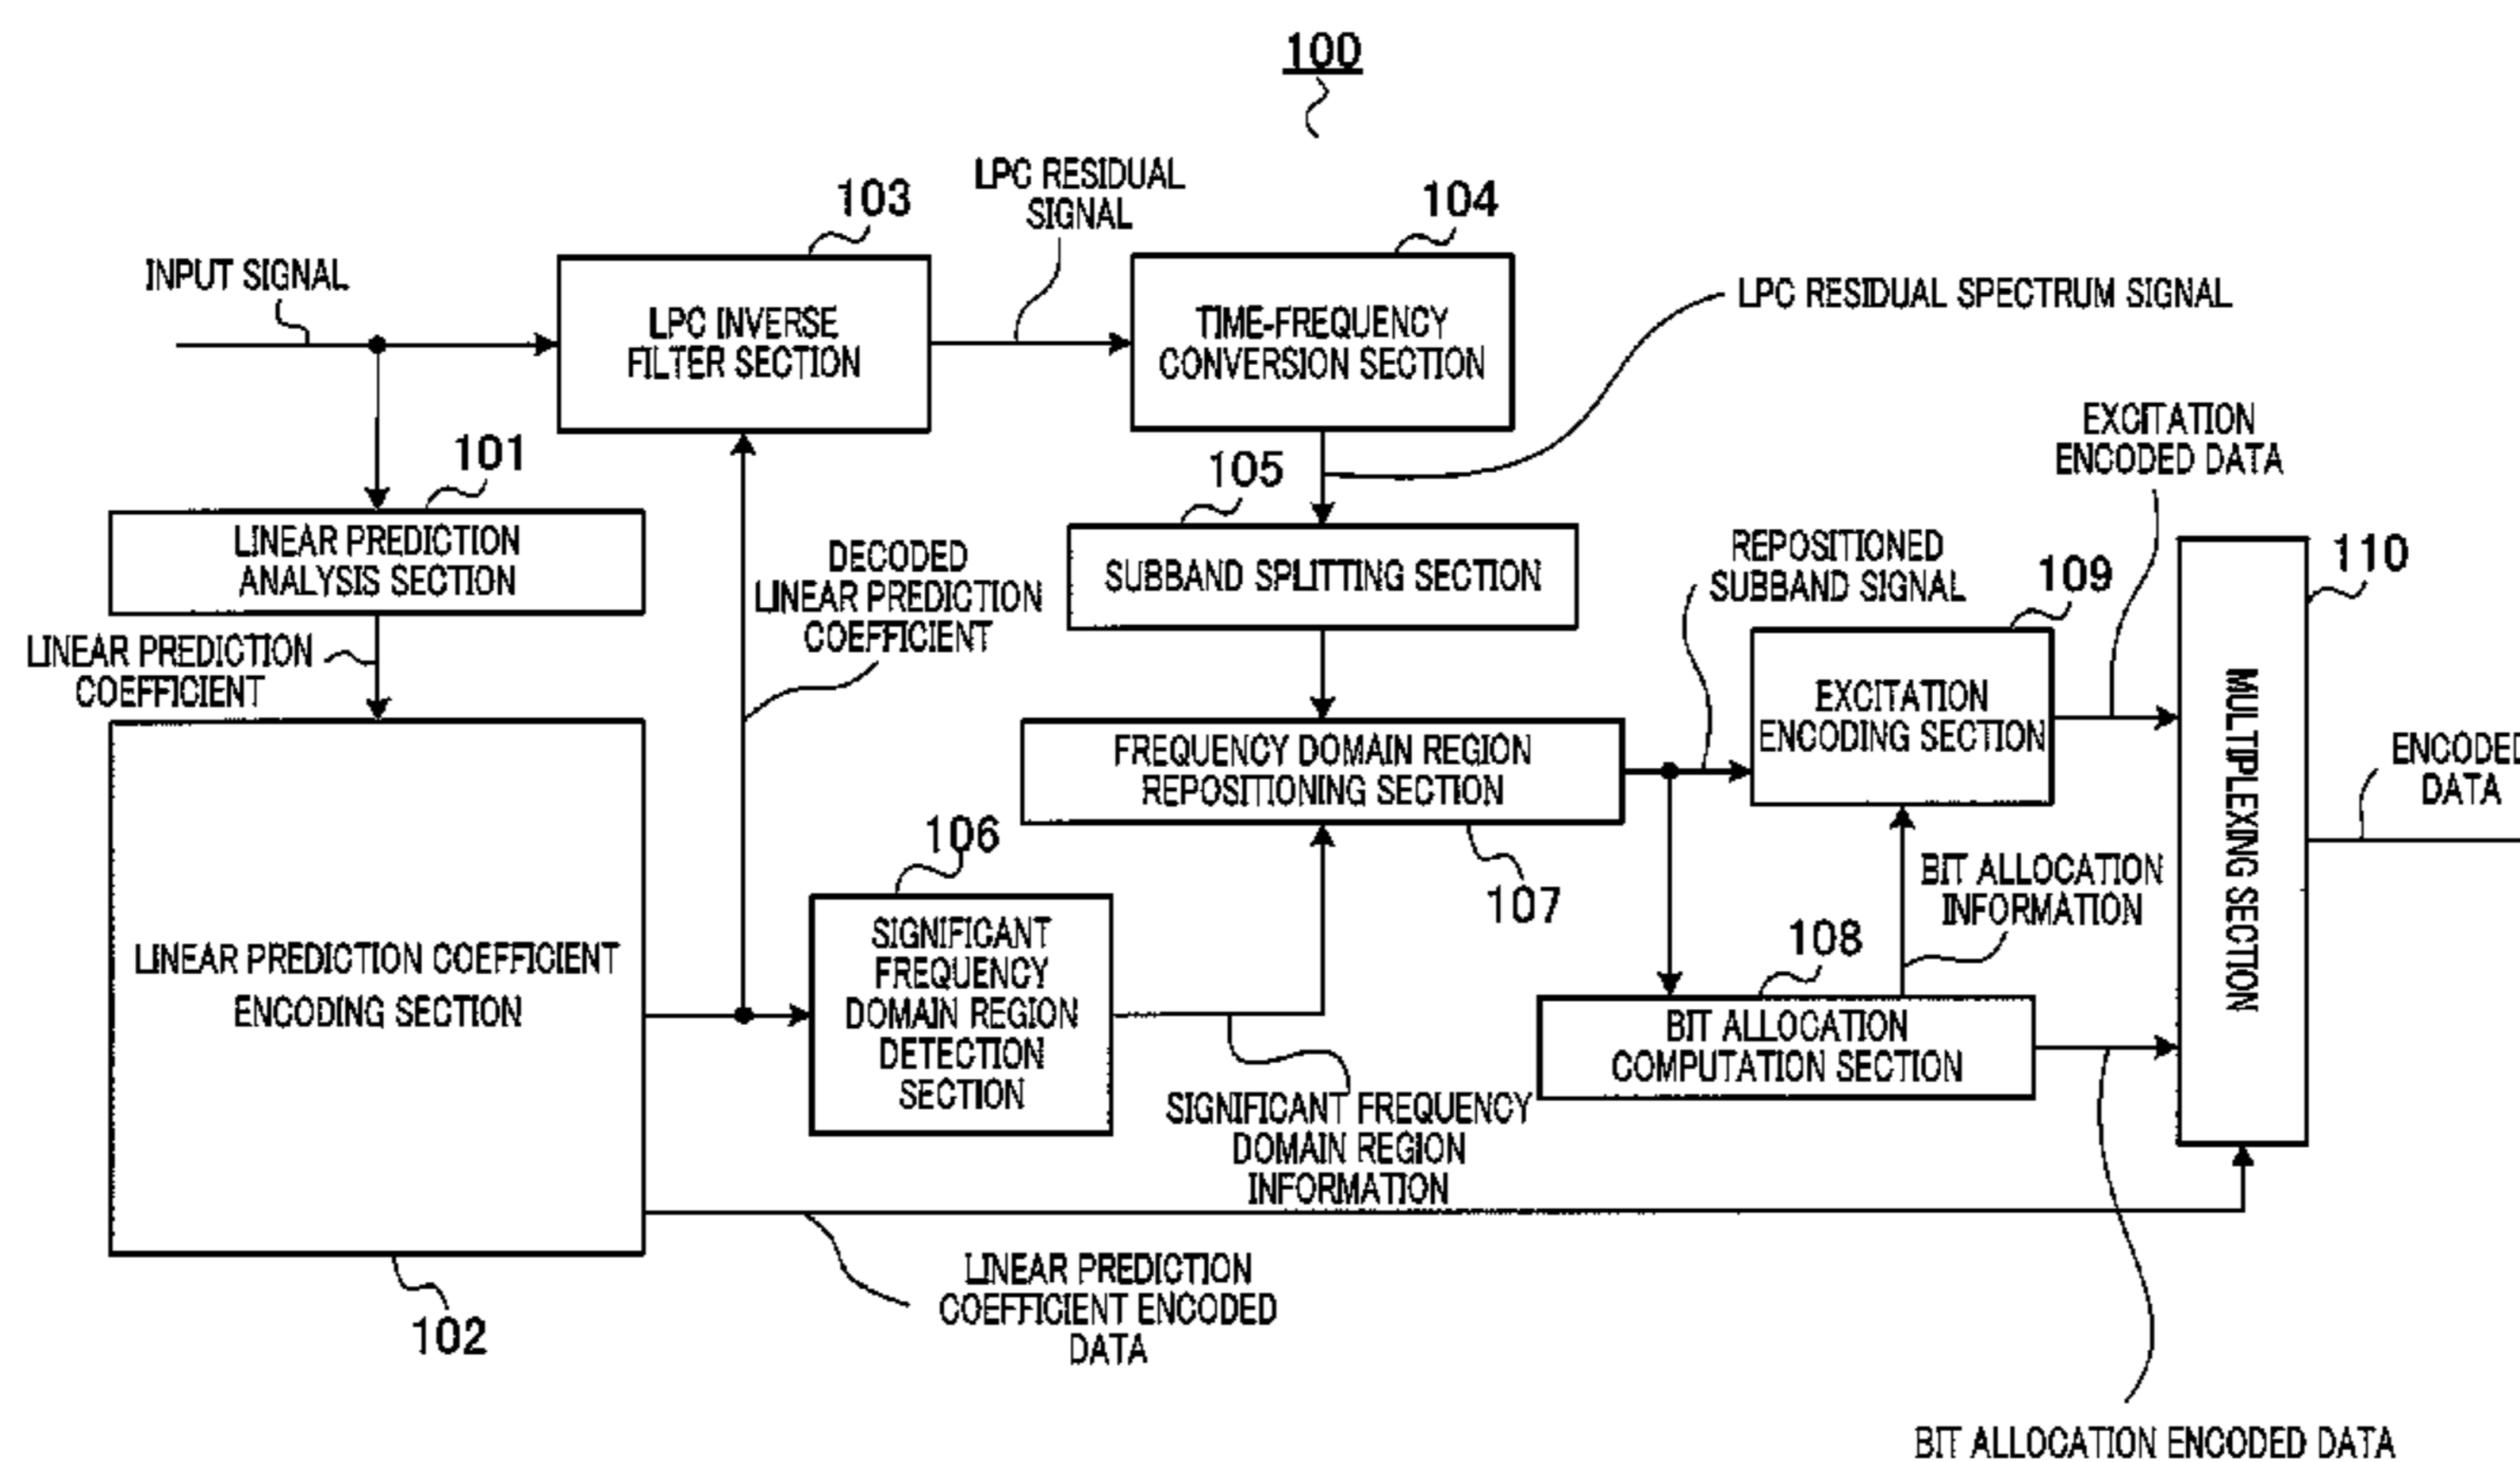 100
LPC RESIDUAL
SIGNAL
103
104
INPUT SIGNAL
LPC INVERSE
FILTER SECTION
TIME-FREQUENCY
CONVERSION SECTION
LPC RESIDUAL SPECTRUM SIGNAL
101
LINEAR PREDICTION
ANALYSIS SECTION
105
SUBBAND SPLITTING SECTION
EXCITATION
ENCODED DATA
DECODED
LINEAR PREDICTION
COEFFICIENT
REPOSITIONED
SUBBAND SIGNAL
109
110
LINEAR PREDICTION
COEFFICIENT
FREQUENCY DOMAIN REGION
REPOSITIONING SECTION
107
EXCITATION
ENCODING SECTION
MULTIPLEXING SECTION
ENCODED
DATA
106
SIGNIFICANT
FREQUENCY
DOMAIN REGION
DETECTION
SECTION
LINEAR PREDICTION COEFFICIENT
ENCODING SECTION
102
BIT ALLOCATION
INFORMATION
108
BIT ALLOCATION
COMPUTATION SECTION
SIGNIFICANT FREQUENCY
DOMAIN REGION
INFORMATION
LINEAR PREDICTION
COEFFICIENT ENCODED
DATA
BIT ALLOCATION ENCODED DATA